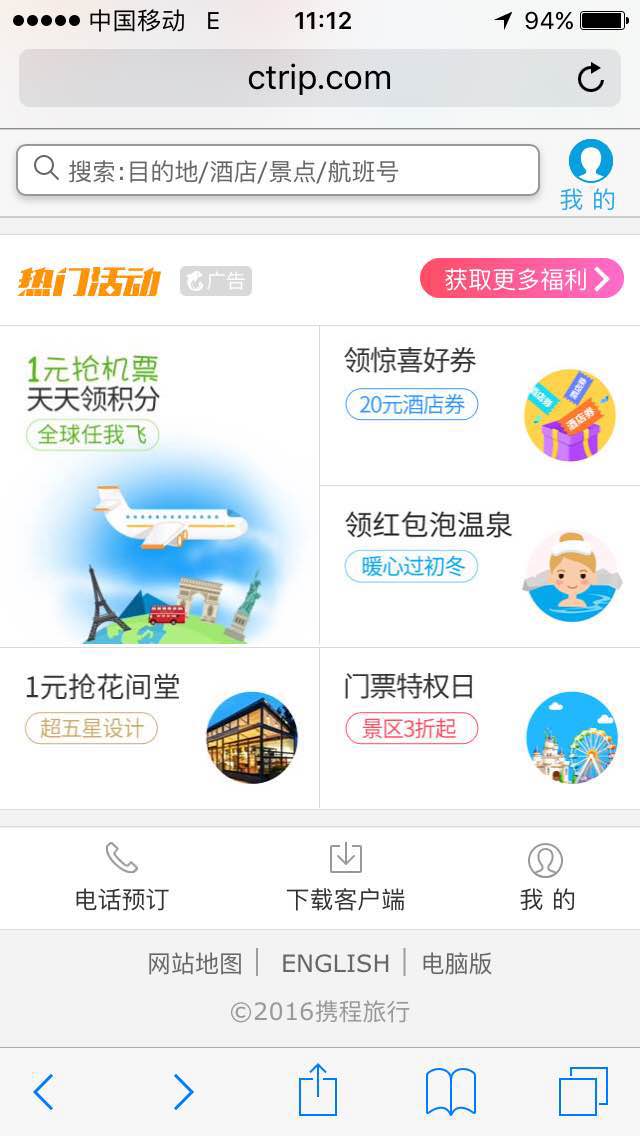 中国移动 E 11:12 94%
ctrip.com
搜索:目的地/酒店/景点/航班号
我 的
热门活动 广告 获取更多福利
1元抢机票
天天领积分
全球任我飞
领惊喜好券
20元酒店券
酒店券
领红包泡温泉
暖心过初冬
1元抢花间堂
超五星设计
门票特权日
景区3折起
电话预订 下载客户端 我 的
网站地图 | ENGLISH | 电脑版
©2016携程旅行